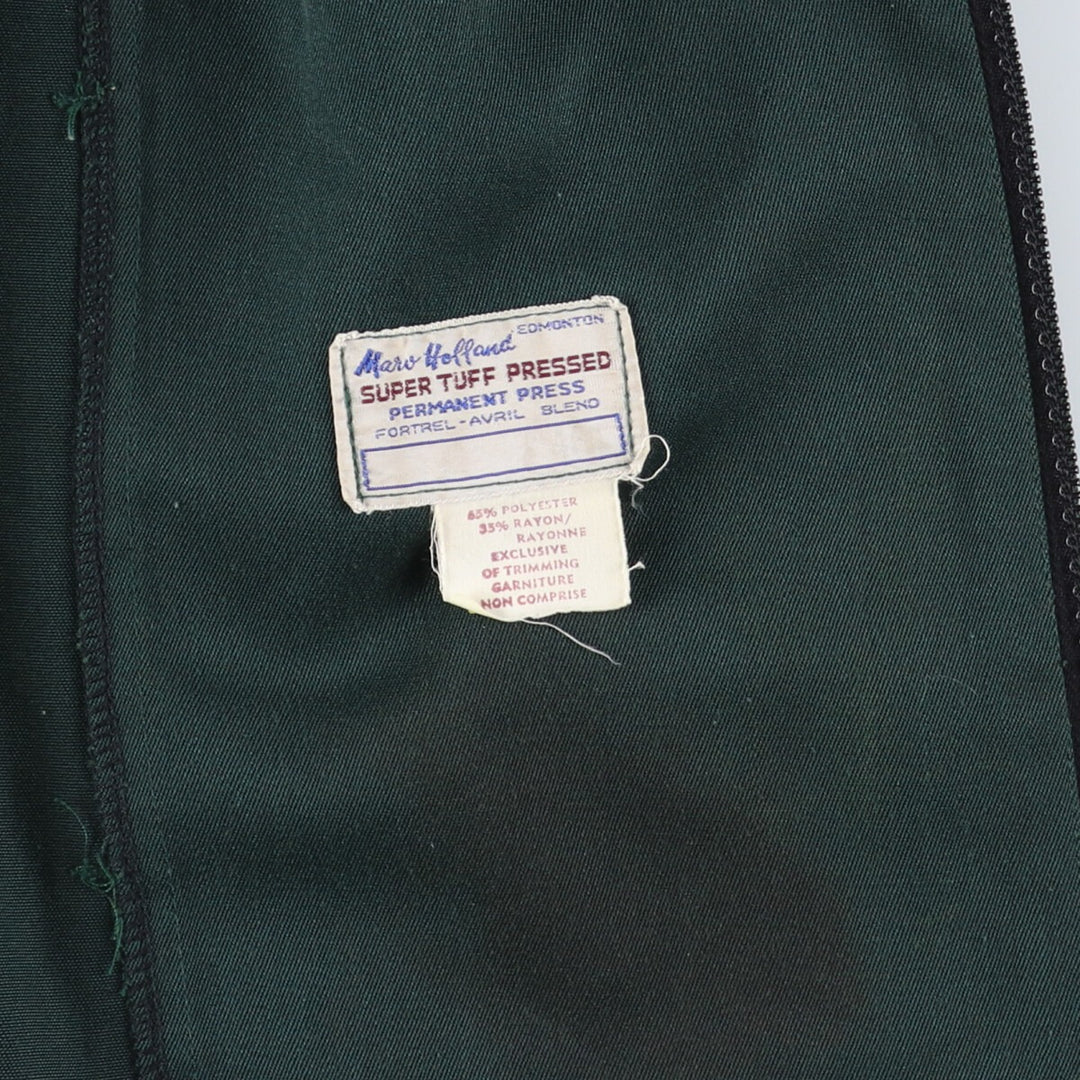 Marv Holland EDMONTON
SUPER TUFF PRESSED
PERMANENT PRESS
FORTREL-AVRIL BLEND
65% POLYESTER
35% RAYON/
RAYONNE
EXCLUSIVE
OF TRIMMING
GARNITURE
NON COMPRISE